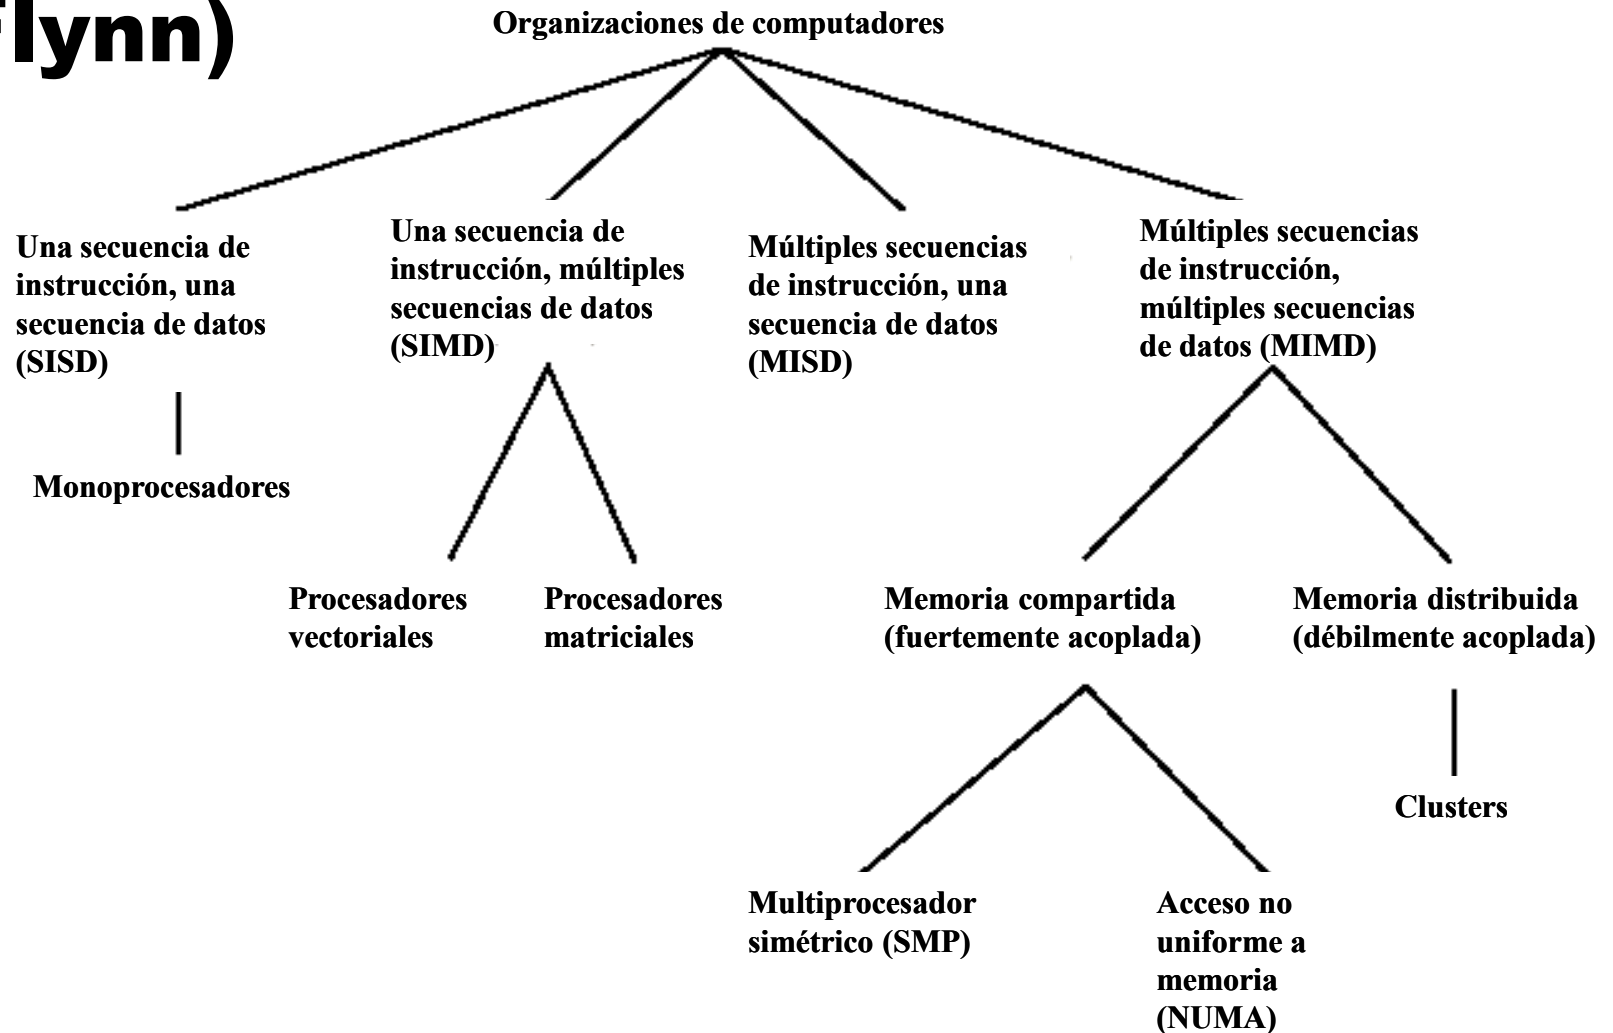 Flynn)
Organizaciones de computadores
Una secuencia de
instrucción, una
secuencia de datos
(SISD)
Una secuencia de
instrucción, múltiples
secuencias de datos
(SIMD)
Múltiples secuencias
de instrucción, una
secuencia de datos
(MISD)
Múltiples secuencias
de instrucción,
múltiples secuencias
de datos (MIMD)
Monoprocesadores
Procesadores
vectoriales
Procesadores
matriciales
Memoria compartida
(fuertemente acoplada)
Memoria distribuida
(débilmente acoplada)
Clusters
Multiprocesador
simétrico (SMP)
Acceso no
uniforme a
memoria
(NUMA)